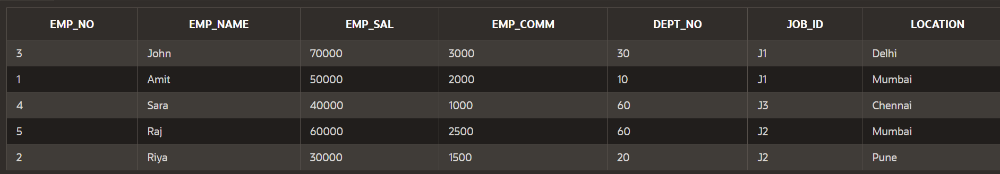 EMP_NO EMP_NAME EMP_SAL EMP_COMM DEPT_NO JOB_ID LOCATION
3 John 70000 3000 30 J1 Delhi
1 Amit 50000 2000 10 J1 Mumbai
4 Sara 40000 1000 60 J3 Chennai
5 Raj 60000 2500 60 J2 Mumbai
2 Riya 30000 1500 20 J2 Pune